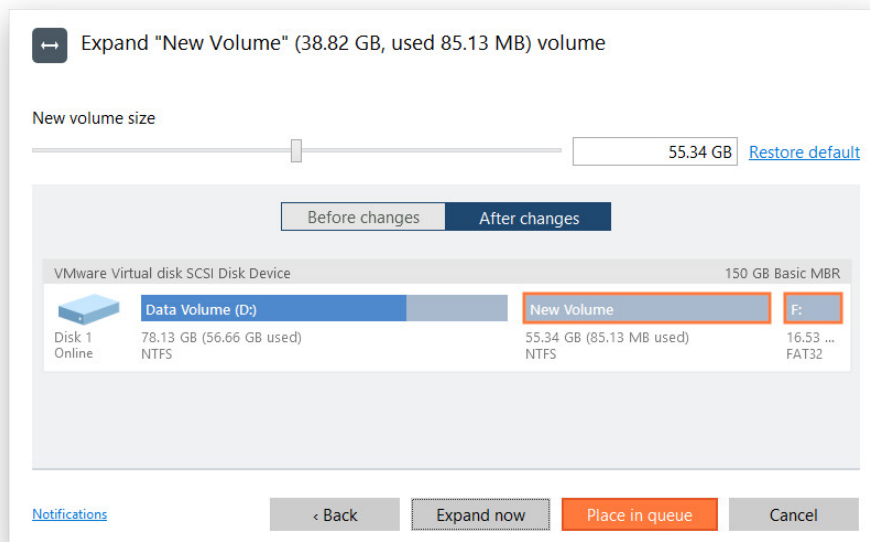 Expand "New Volume" (38.82 GB, used 85.13 MB) volume
New volume size
55.34 GB Restore default
Before changes After changes
VMware Virtual disk SCSI Disk Device 150 GB Basic MBR
Data Volume (D:) New Volume F:
Disk 1 78.13 GB (56.66 GB used) 55.34 GB (85.13 MB used) 16.53 ...
Online NTFS NTFS FAT32
Notifications ‹ Back Expand now Place in queue Cancel